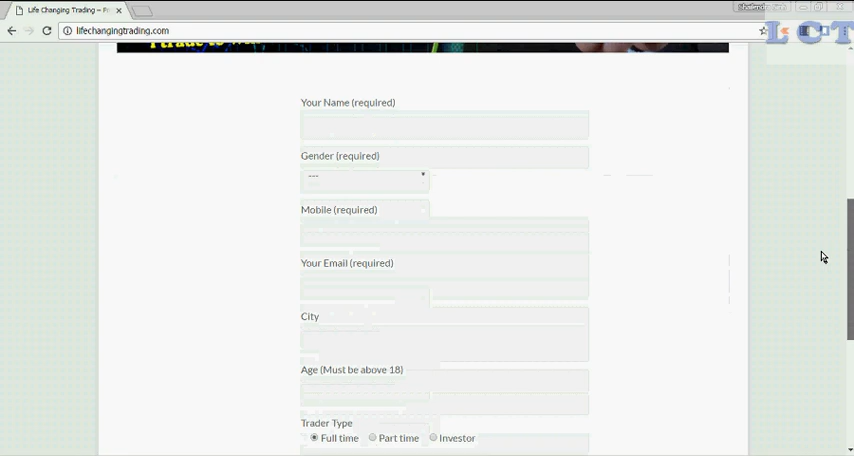 Life Changing Trading – Fr
lifechangingtrading.com
L C T
Your Name (required)
Gender (required)
---
Mobile (required)
Your Email (required)
City
Age (Must be above 18)
Trader Type
Full time Part time Investor